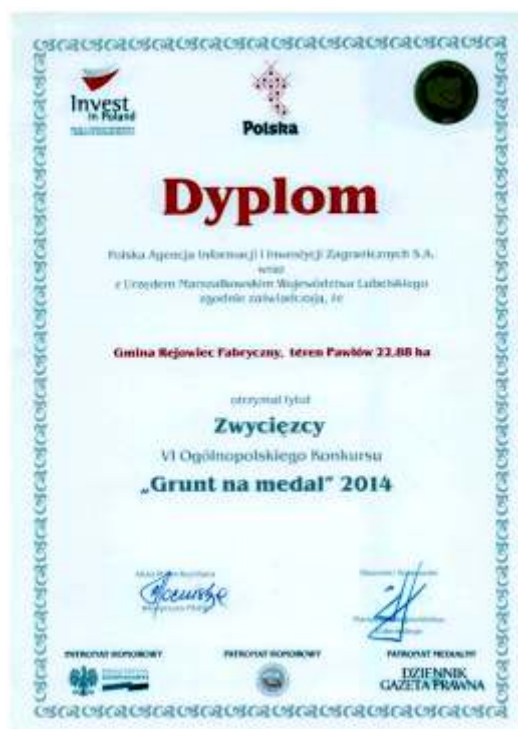 Invest
in Poland
Polska
Dyplom
Polska Agencja Informacji i Inwestycji Zagranicznych S.A.
wraz
z Urzędem Marszałkowskim Województwa Lubelskiego
zgodnie zaświadczają, że
Gmina Rejowiec Fabryczny, teren Pawłów 22,88 ha
otrzymał tytuł
Zwycięzcy
VI Ogólnopolskiego Konkursu
„Grunt na medal” 2014
PATRONAT HONOROWY
PATRONAT HONOROWY
PATRONAT MEDIALNY
DZIENNIK
GAZETA PRAWNA